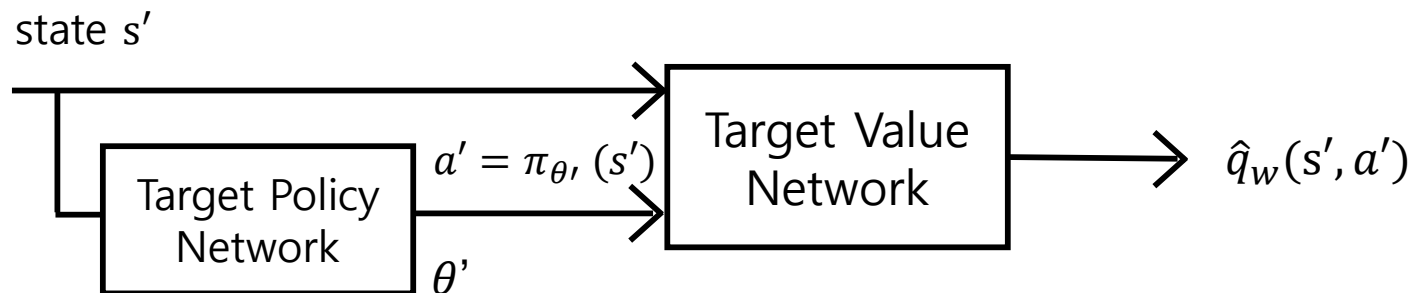 state s′
Target Value
Network
a′ = π_θ′, (s′)
q̂_w(s′, a′)
Target Policy
Network
θ’